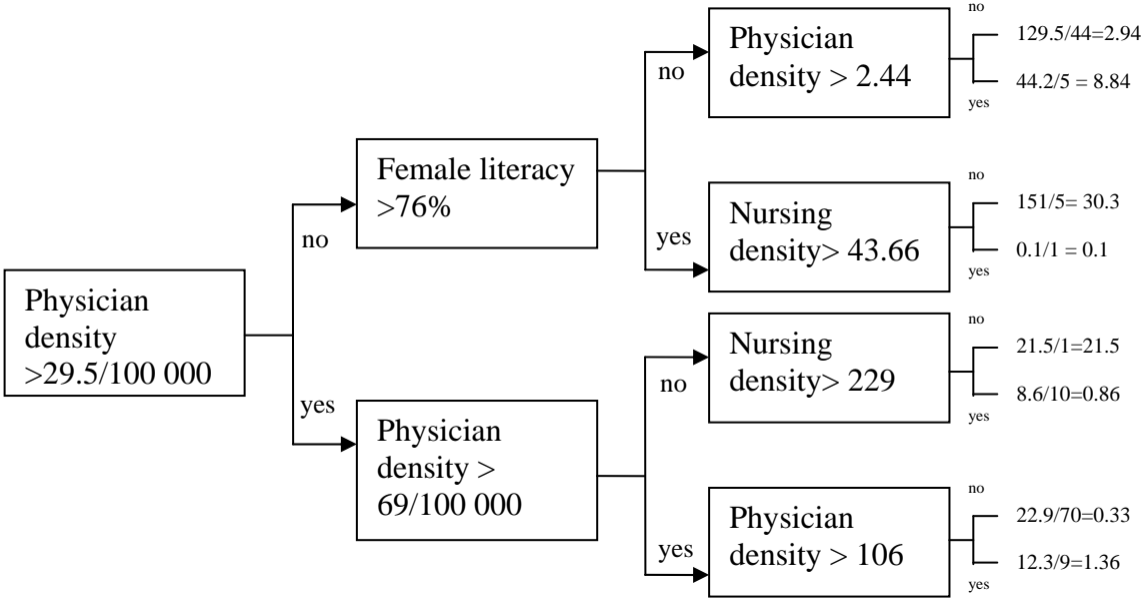 Physician
density
>29.5/100 000
no
yes
Female literacy
>76%
Physician
density >
69/100 000
no
yes
no
yes
Physician
density > 2.44
no
129.5/44=2.94
44.2/5 = 8.84
yes
Nursing
density> 43.66
no
151/5= 30.3
0.1/1 = 0.1
yes
Nursing
density> 229
no
21.5/1=21.5
8.6/10=0.86
yes
Physician
density > 106
no
22.9/70=0.33
12.3/9=1.36
yes